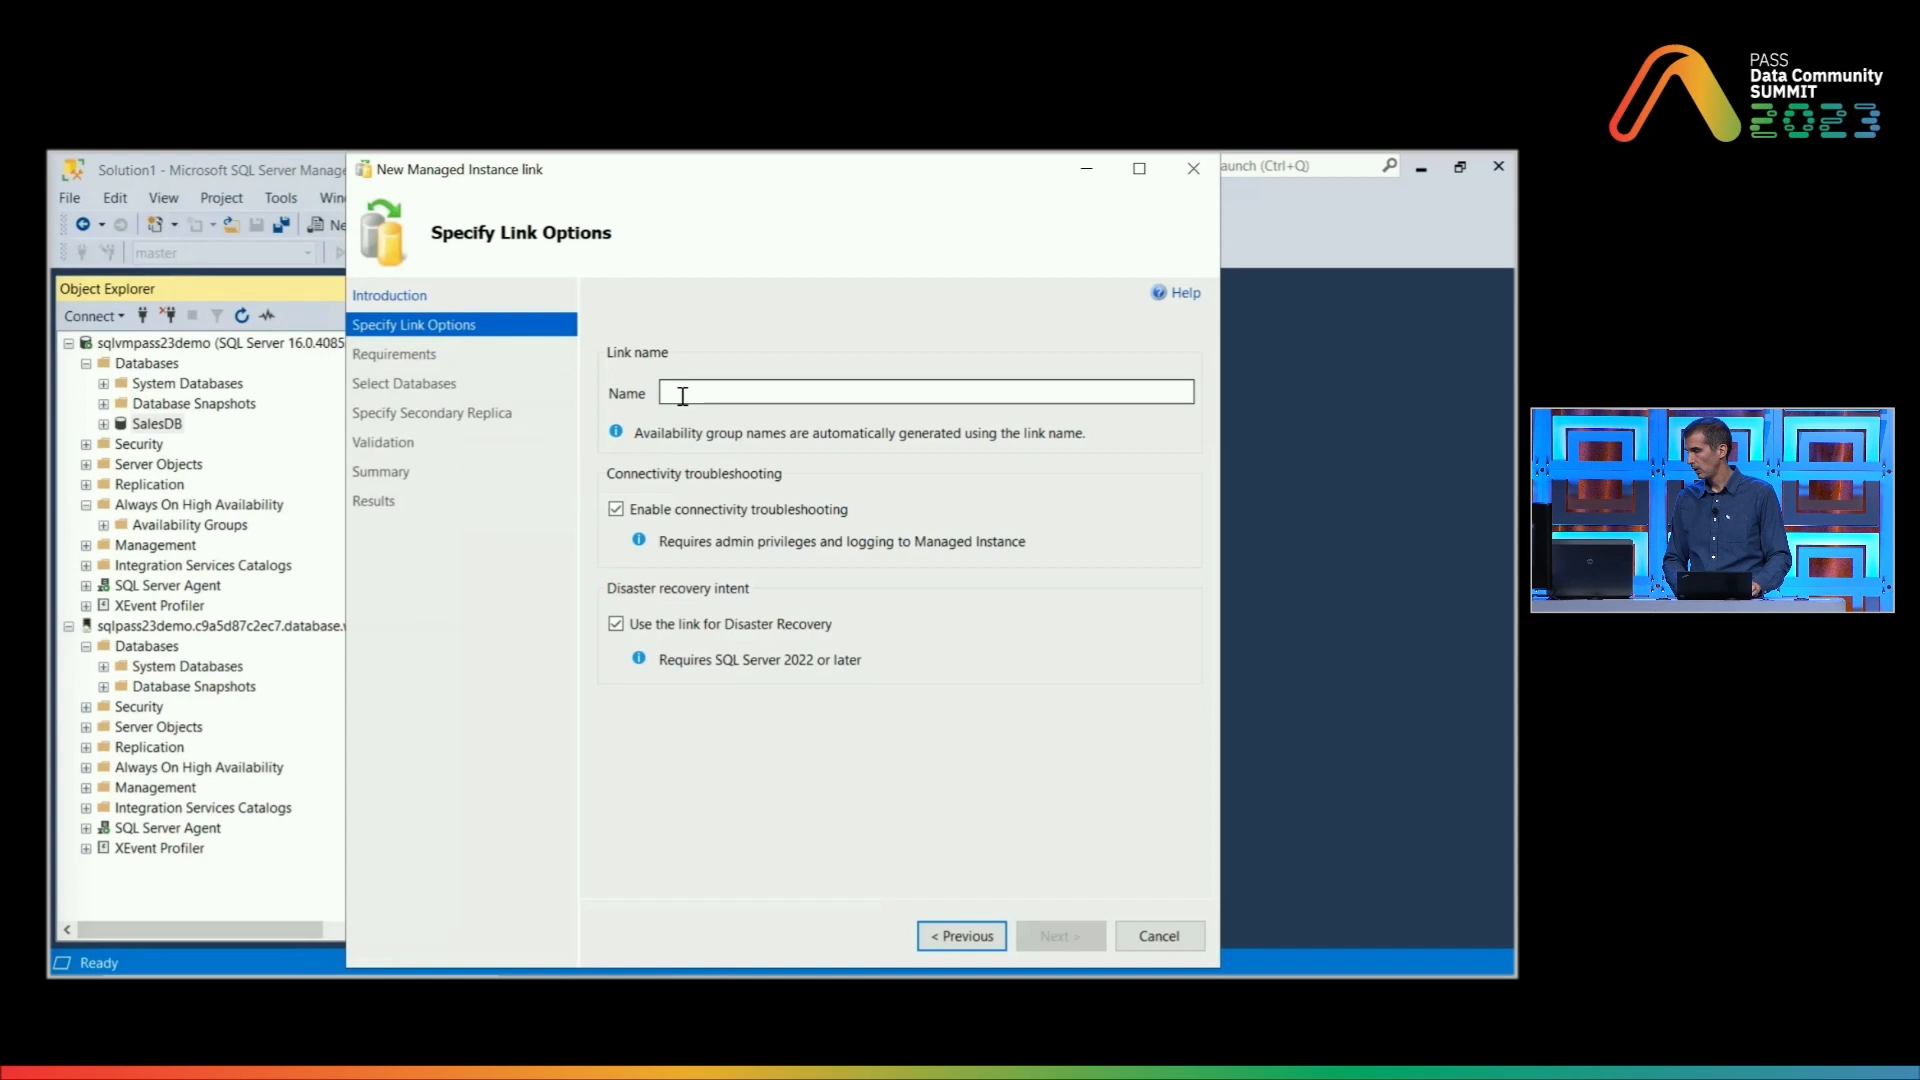 PASS
Data Community
SUMMIT
2023
Solution1 - Microsoft SQL Server Manage
New Managed Instance link
aunch (Ctrl+Q)
File
Edit
View
Project
Tools
Win
Ne
master
Specify Link Options
Object Explorer
Connect
sqlvmpass23demo (SQL Server 16.0.4085
Databases
System Databases
Database Snapshots
SalesDB
Security
Server Objects
Replication
Always On High Availability
Availability Groups
Management
Integration Services Catalogs
SQL Server Agent
XEvent Profiler
sqlpass23demo.c9a5d87c2ec7.database.w
Databases
System Databases
Database Snapshots
Security
Server Objects
Replication
Always On High Availability
Management
Integration Services Catalogs
SQL Server Agent
XEvent Profiler
Ready
Introduction
Specify Link Options
Requirements
Select Databases
Specify Secondary Replica
Validation
Summary
Results
Help
Link name
Name
Availability group names are automatically generated using the link name.
Connectivity troubleshooting
Enable connectivity troubleshooting
Requires admin privileges and logging to Managed Instance
Disaster recovery intent
Use the link for Disaster Recovery
Requires SQL Server 2022 or later
< Previous
Next >
Cancel